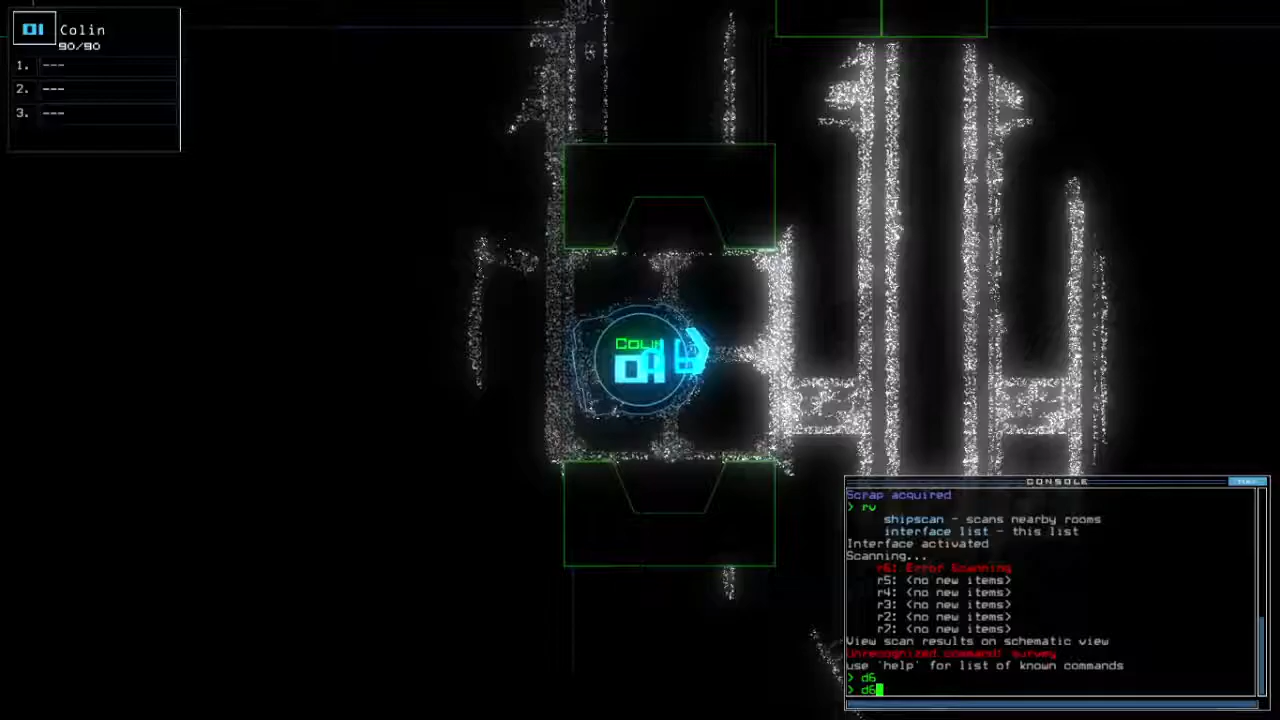 01 Colin
90/90
1. ---
2. ---
3. ---
Colin
CONSOLE
Scrap acquired
> rv
shipscan - scans nearby rooms
interface list - this list
Interface activated
Scanning...
r6: Error Scanning
r5: <no new items>
r4: <no new items>
r3: <no new items>
r2: <no new items>
r7: <no new items>
View scan results on schematic view
Unrecognized command: survey
use 'help' for list of known commands
> d6
> d6